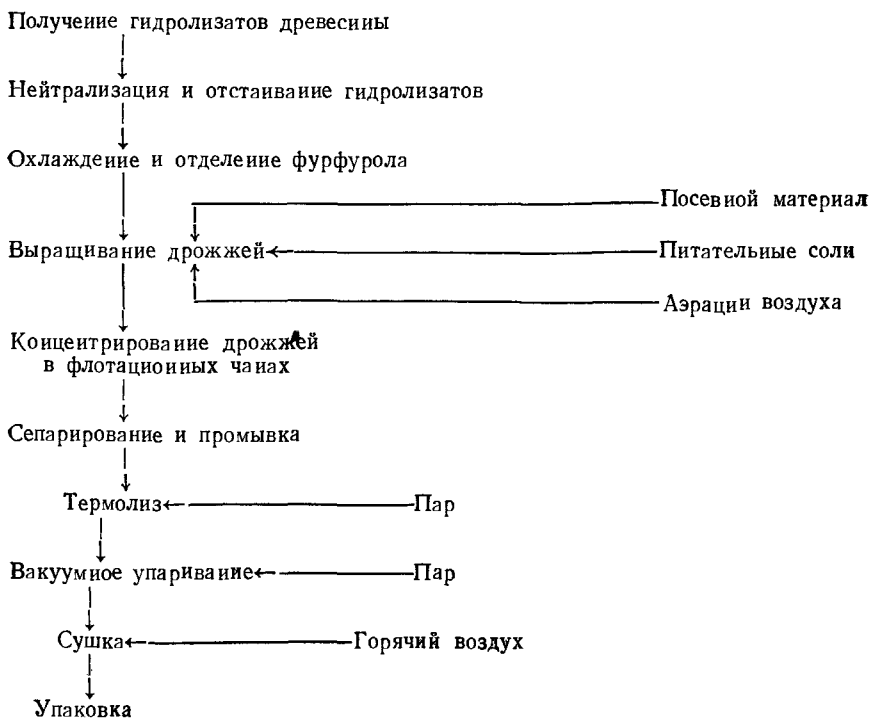 Получение гидролизатов древесины
Нейтрализация и отстаивание гидролизатов
Охлаждение и отделение фурфурола
Посевной материал
Выращивание дрожжей
Питательные соли
Аэрации воздуха
Концентрирование дрожжей
в флотационных чанах
Сепарирование и промывка
Термолиз
Пар
Вакуумное упаривание
Пар
Сушка
Горячий воздух
Упаковка